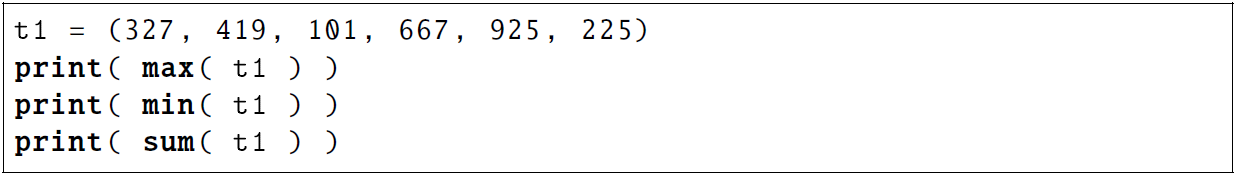 t1 = (327, 419, 101, 667, 925, 225)
print( max( t1 ) )
print( min( t1 ) )
print( sum( t1 ) )